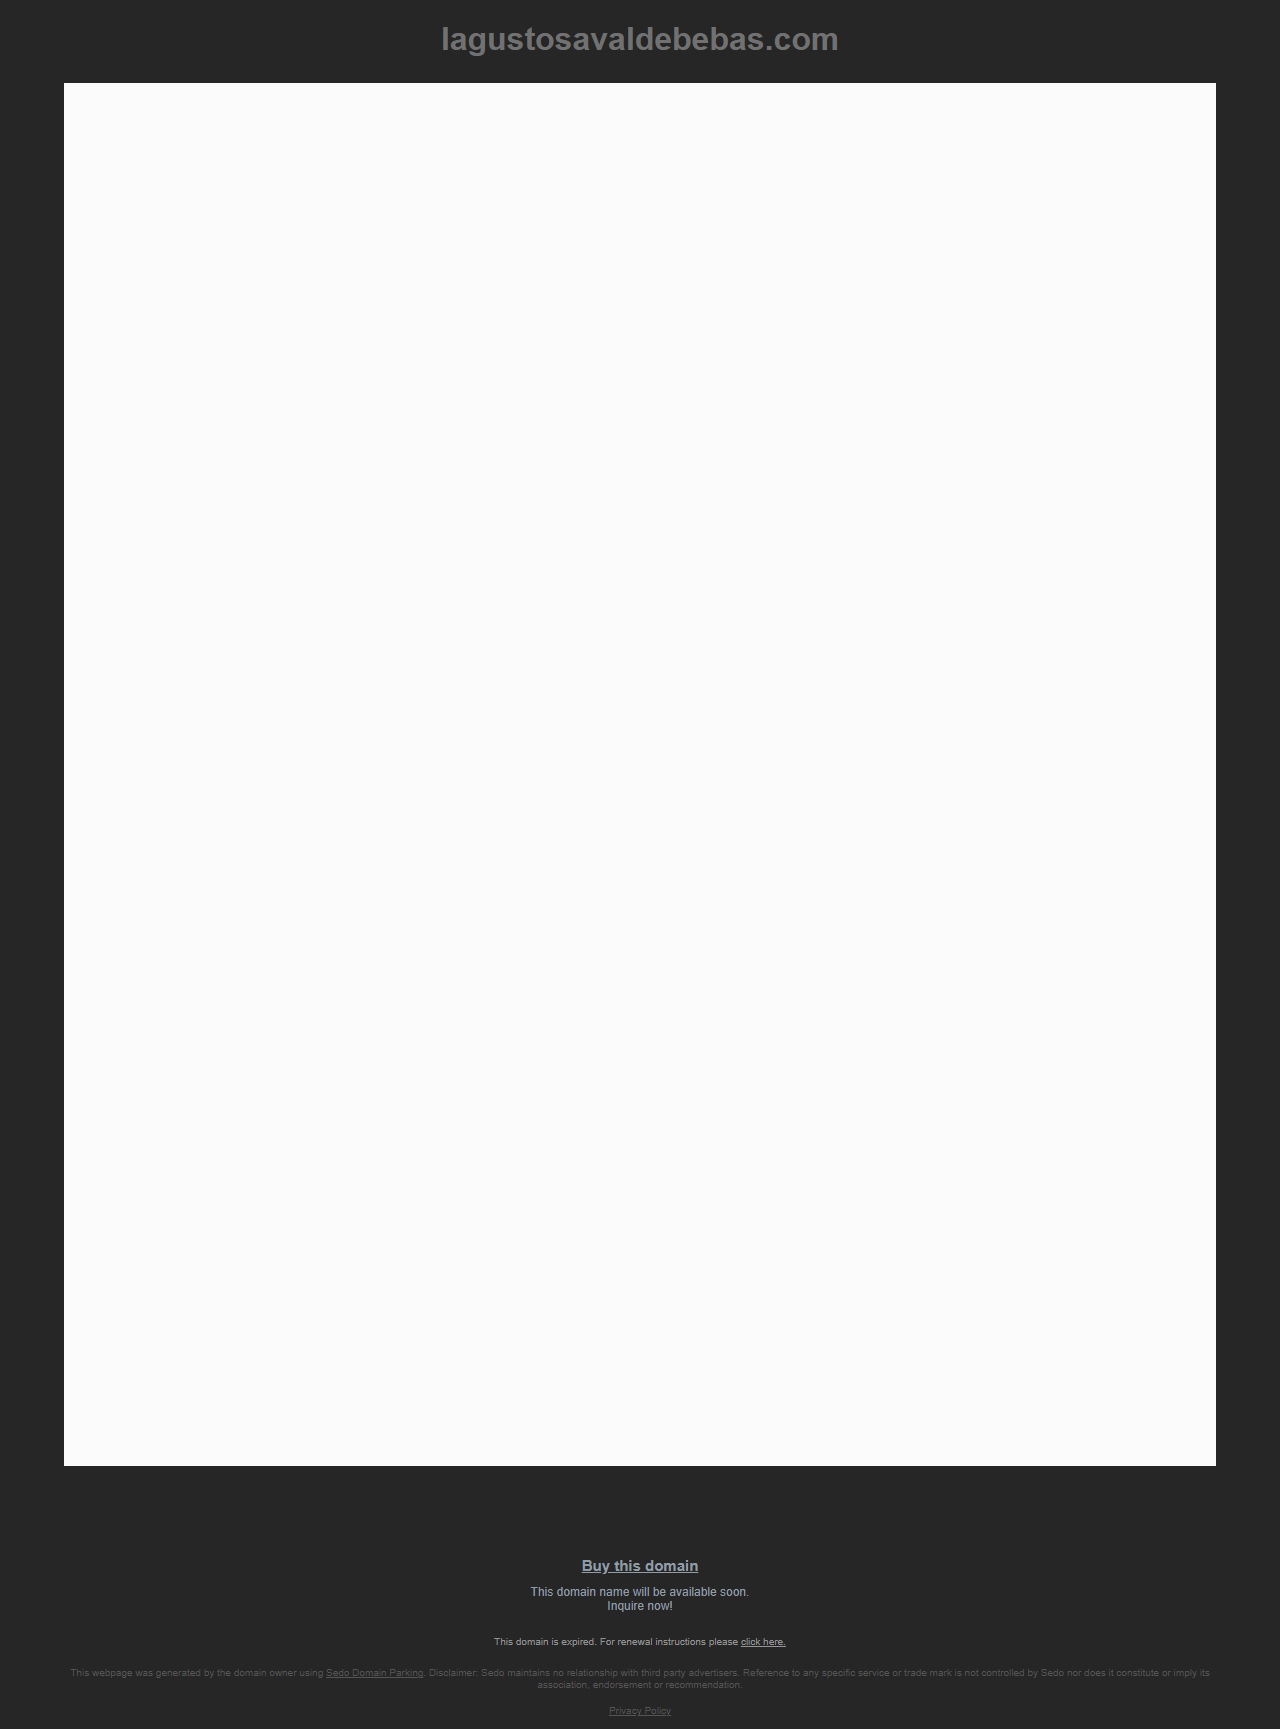 lagustosavaldebebas.com
Buy this domain
This domain name will be available soon.
Inquire now!
This domain is expired. For renewal instructions please click here.
This webpage was generated by the domain owner using Sedo Domain Parking. Disclaimer: Sedo maintains no relationship with third party advertisers. Reference to any specific service or trade mark is not controlled by Sedo nor does it constitute or imply its
association, endorsement or recommendation.
Privacy Policy